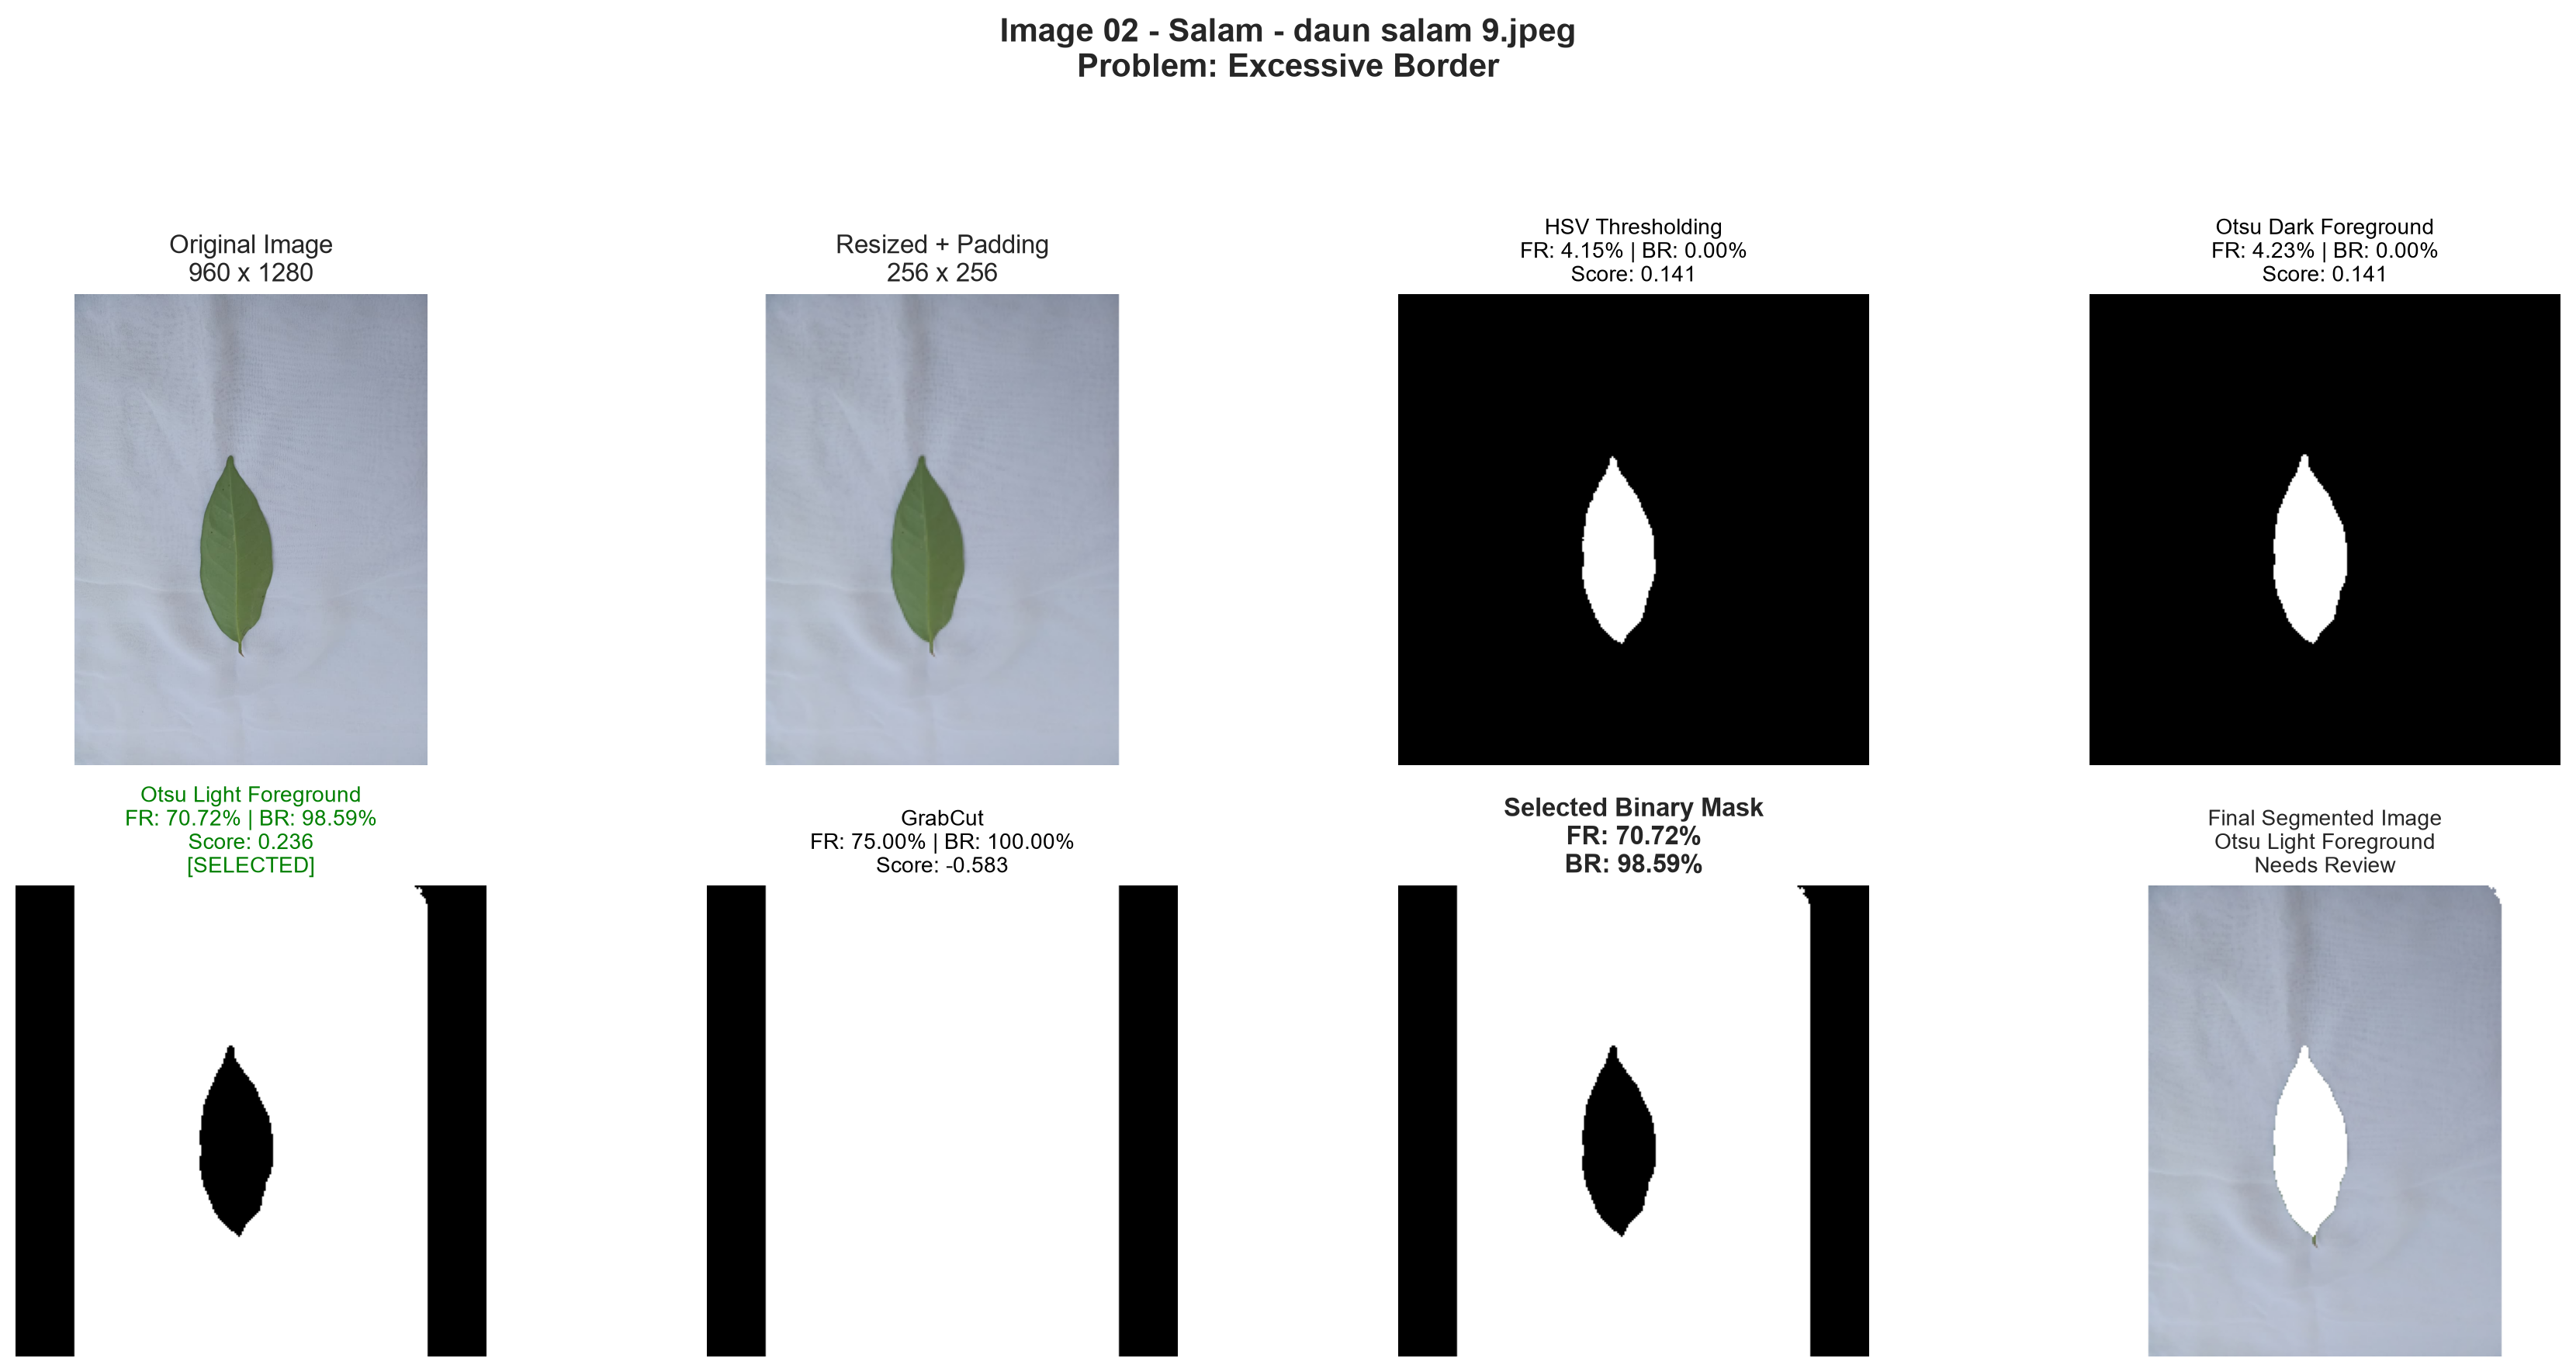 Image 02 - Salam - daun salam 9.jpeg
Problem: Excessive Border
Original Image
960 x 1280
Resized + Padding
256 x 256
HSV Thresholding
FR: 4.15% | BR: 0.00%
Score: 0.141
Otsu Dark Foreground
FR: 4.23% | BR: 0.00%
Score: 0.141
Otsu Light Foreground
FR: 70.72% | BR: 98.59%
Score: 0.236
[SELECTED]
GrabCut
FR: 75.00% | BR: 100.00%
Score: -0.583
Selected Binary Mask
FR: 70.72%
BR: 98.59%
Final Segmented Image
Otsu Light Foreground
Needs Review